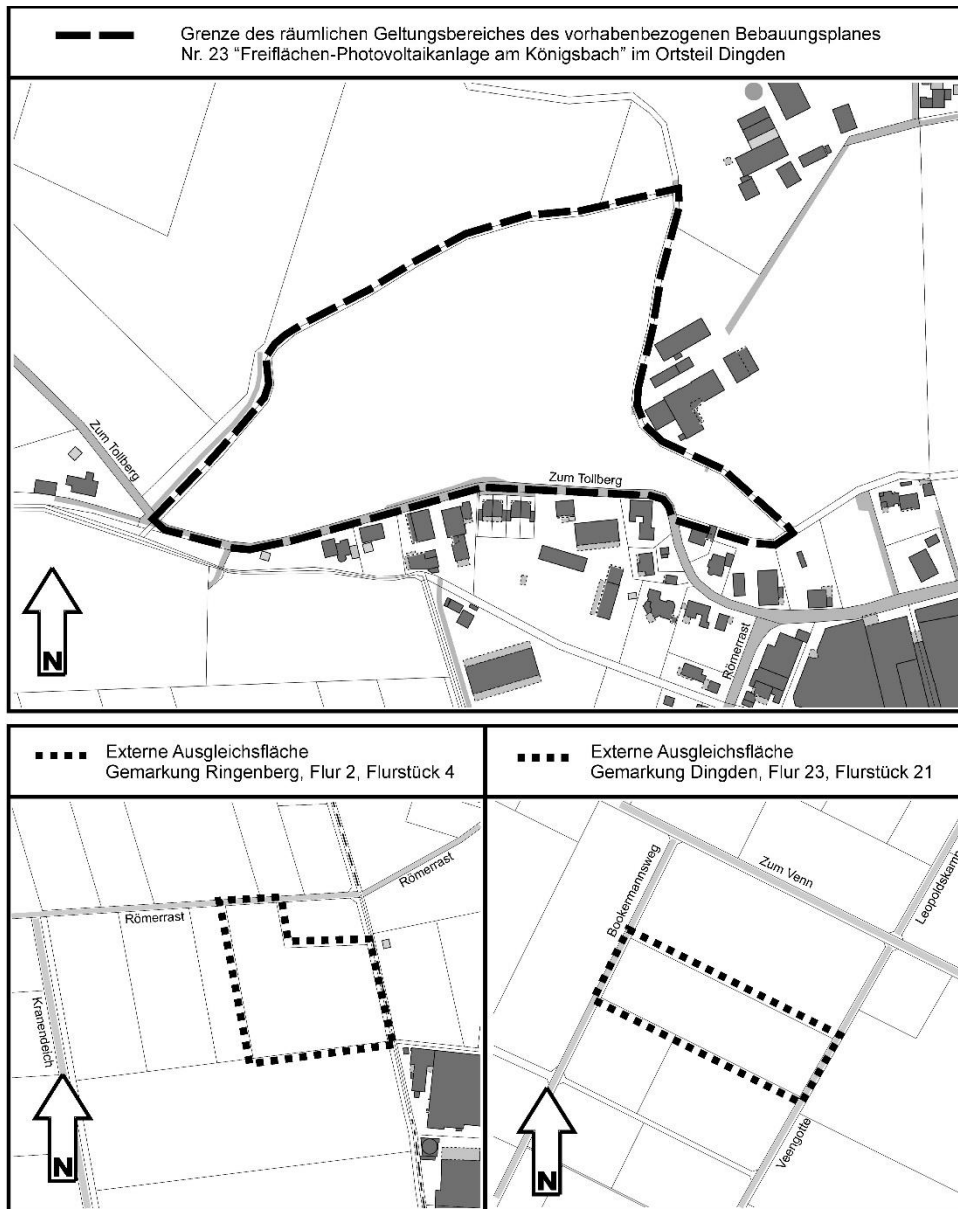 Grenze des räumlichen Geltungsbereiches des vorhabenbezogenen Bebauungsplanes
Nr. 23 "Freiflächen-Photovoltaikanlage am Königsbach" im Ortsteil Dingden
Zum Tollberg
Zum Tollberg
Römerrast
N
Externe Ausgleichsfläche
Gemarkung Ringenberg, Flur 2, Flurstück 4
Römerrast
Römerrast
Kranendeich
N
Externe Ausgleichsfläche
Gemarkung Dingden, Flur 23, Flurstück 21
Bookermannsweg
Zum Venn
Leopoldskamp
Veengotte
N